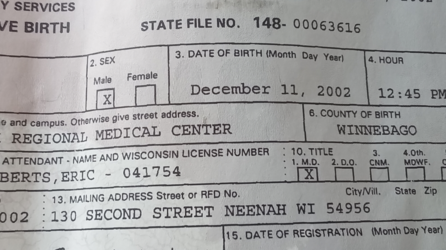 Y SERVICES
VE BIRTH STATE FILE NO. 148- 00063616
2. SEX
Male Female
X
3. DATE OF BIRTH (Month Day Year)
December 11, 2002
4. HOUR
12:45 PM
o and campus. Otherwise give street address.
REGIONAL MEDICAL CENTER
6. COUNTY OF BIRTH
WINNEBAGO
ATTENDANT - NAME AND WISCONSIN LICENSE NUMBER
BERTS, ERIC - 041754
10. TITLE
1. M.D. 2. D.O. 3. CNM. 4.Oth. MDWF.
X
13. MAILING ADDRESS Street or RFD No. City/Vill. State Zip
002 130 SECOND STREET NEENAH WI 54956
15. DATE OF REGISTRATION (Month Day Year)